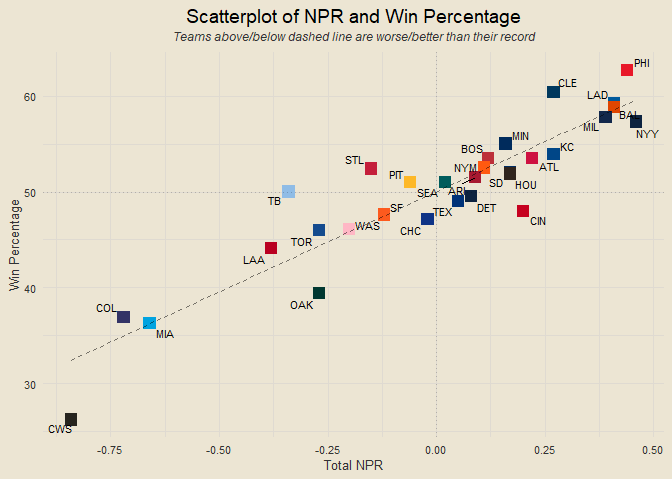 Scatterplot of NPR and Win Percentage
Teams above/below dashed line are worse/better than their record
PHI
CLE
LAD
60
BAL
MIL
NYY
MIN
BOS
KC
STL
NYM
ATL
PIT
SEA
ARI
SD
HOU
50
TB
SF
TEX
DET
CIN
WAS
CHC
TOR
LAA
40
OAK
COL
MIA
30
CWS
Win Percentage
-0.75
-0.50
-0.25
0.00
0.25
0.50
Total NPR